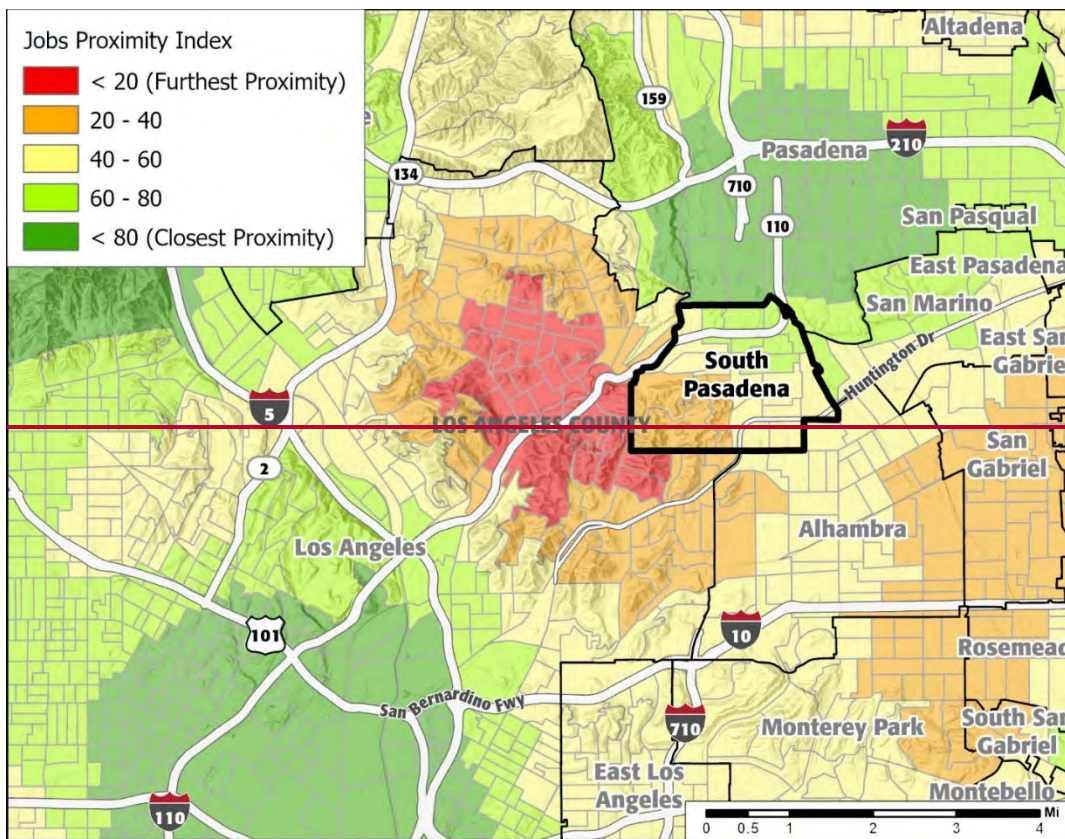 Jobs Proximity Index
< 20 (Furthest Proximity)
20 - 40
40 - 60
60 - 80
< 80 (Closest Proximity)
Altadena
N
159
Pasadena
210
134
710
110
San Pasqual
East Pasadena
San Marino
South
Pasadena
Huntington Dr
East San
Gabriel
5
LOS ANGELES COUNTY
2
San
Gabriel
Los Angeles
Alhambra
101
10
Rosemead
San Bernardino Fwy
710
Monterey Park
South San
Gabriel
East Los
Angeles
Montebello
110
Mi
0 0.5 1 2 3 4